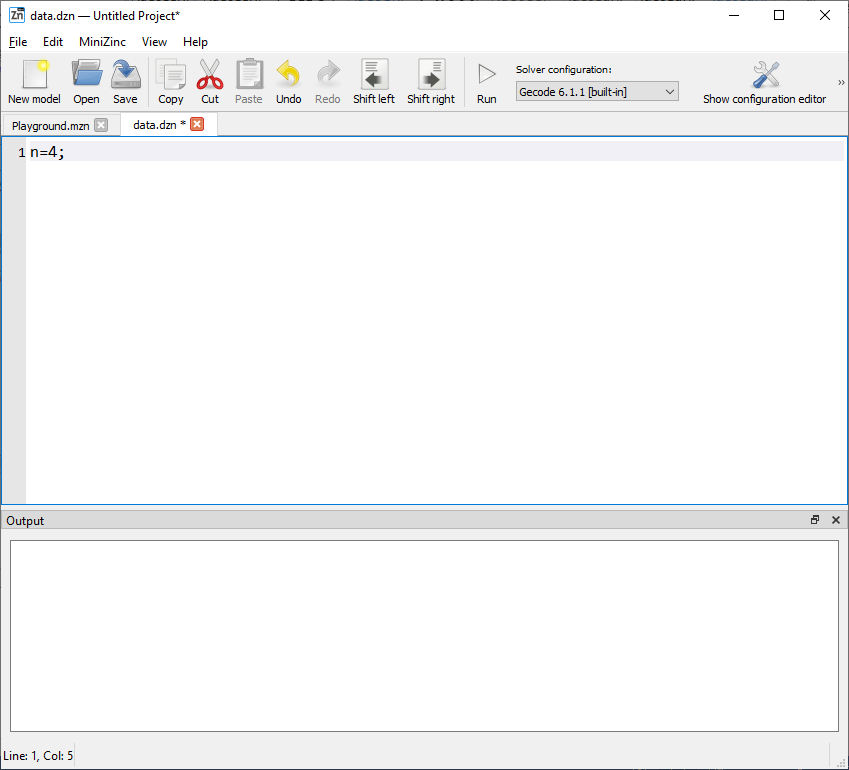 Zn data.dzn — Untitled Project*
File Edit MiniZinc View Help
New model Open Save Copy Cut Paste Undo Redo Shift left Shift right Run Solver configuration: Gecode 6.1.1 [built-in] Show configuration editor »
Playground.mzn data.dzn *
1 n=4;
Output
Line: 1, Col: 5